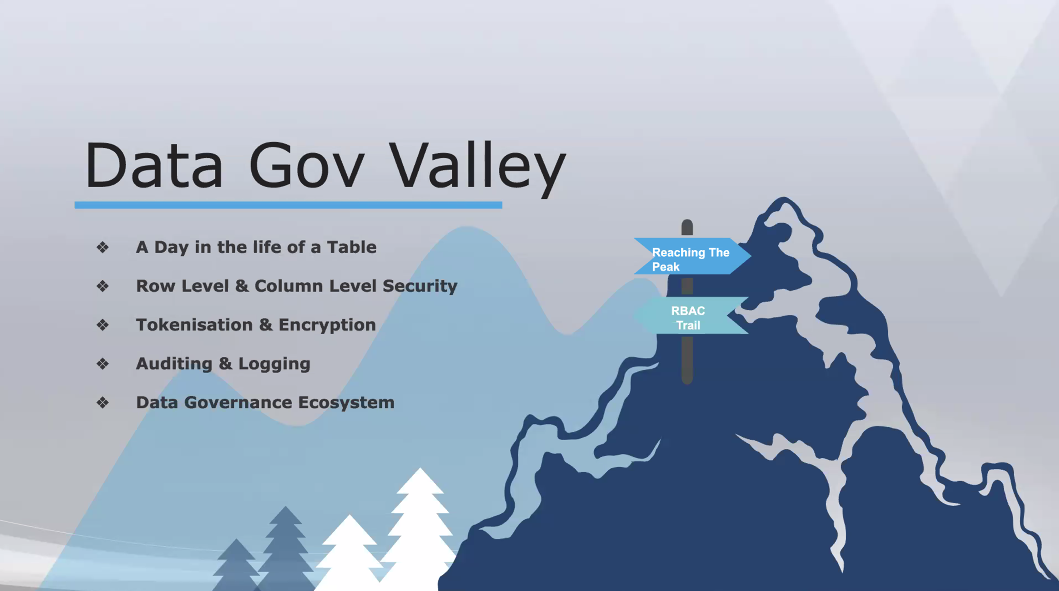 Data Gov Valley
❖ A Day in the life of a Table
❖ Row Level & Column Level Security
❖ Tokenisation & Encryption
❖ Auditing & Logging
❖ Data Governance Ecosystem
Reaching The
Peak
RBAC
Trail